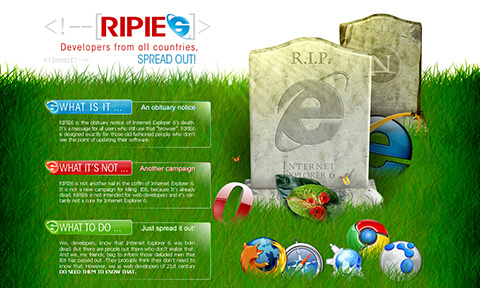 <!--[RIPIE6]>
Developers from all countries,
<![endif]-->
SPREAD OUT!
WHAT IS IT ...
An obituary notice
RIPIE6 is the obituary notice of Internet Explorer 6's death.
It's a message for all users who still use that "browser". RIPIE6
is designed exactly for those old-fashioned people who don't
see the point of updating their software.
WHAT IT'S NOT ...
Another campaign
RIPIE6 is not another nail in the coffin of Internet Explorer 6.
It's not a new campaign for killing IE6, because it's already
dead. RIPIE6 is not intended for web developers and it's cer-
tainly not a cure for Internet Explorer 6.
WHAT TO DO ...
Just spread it out!
We, developers, know that Internet Explorer 6 was born
dead. But there are people out there who don't realize that.
And we, my friends, beg to inform those deluded men that
IE6 has passed out. They probably think they don't need to
know that. However, we as web developers of 21st century
DO NEED THEM TO KNOW THAT.
R.I.P.
INTERNET
EXPLORER 6
N